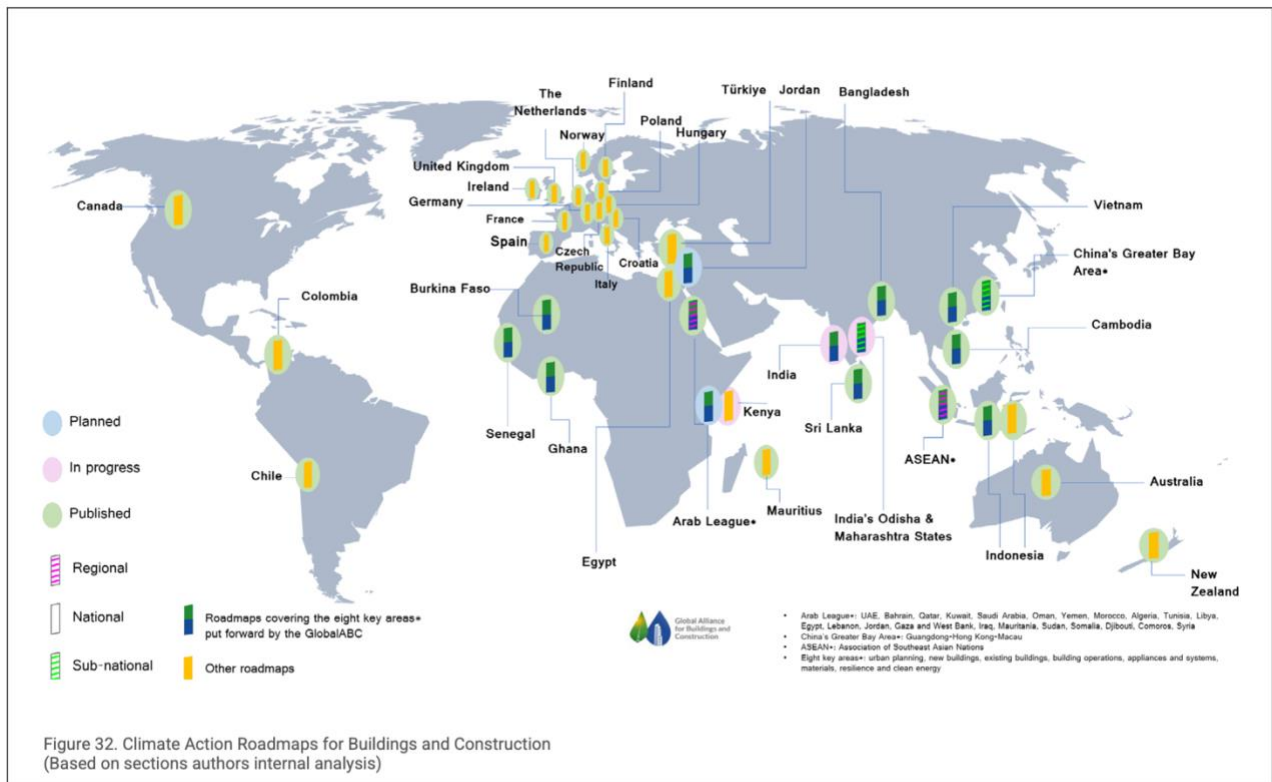 Finland
The
Netherlands
Türkiye
Jordan
Bangladesh
Norway
Poland
Hungary
United Kingdom
Ireland
Germany
Canada
France
Spain
Czech
Republic
Croatia
Italy
Vietnam
China's Greater Bay
Area*
Burkina Faso
Colombia
Cambodia
India
Kenya
Sri Lanka
Senegal
Ghana
ASEAN*
Chile
Australia
Mauritius
Arab League*
India's Odisha &
Maharashtra States
Egypt
Indonesia
New
Zealand
Planned
In progress
Published
Regional
National
Sub-national
Roadmaps covering the eight key areas*
put forward by the GlobalABC
Other roadmaps
Global Alliance
for Buildings and
Construction
• Arab League*: UAE, Bahrain, Qatar, Kuwait, Saudi Arabia, Oman, Yemen, Morocco, Algeria, Tunisia, Libya,
Egypt, Lebanon, Jordan, Gaza and West Bank, Iraq, Mauritania, Sudan, Somalia, Djibouti, Comoros, Syria
• China's Greater Bay Area*: Guangdong-Hong Kong-Macau
• ASEAN*: Association of Southeast Asian Nations
• Eight key areas*: urban planning, new buildings, existing buildings, building operations, appliances and systems,
materials, resilience and clean energy
Figure 32. Climate Action Roadmaps for Buildings and Construction
(Based on sections authors internal analysis)